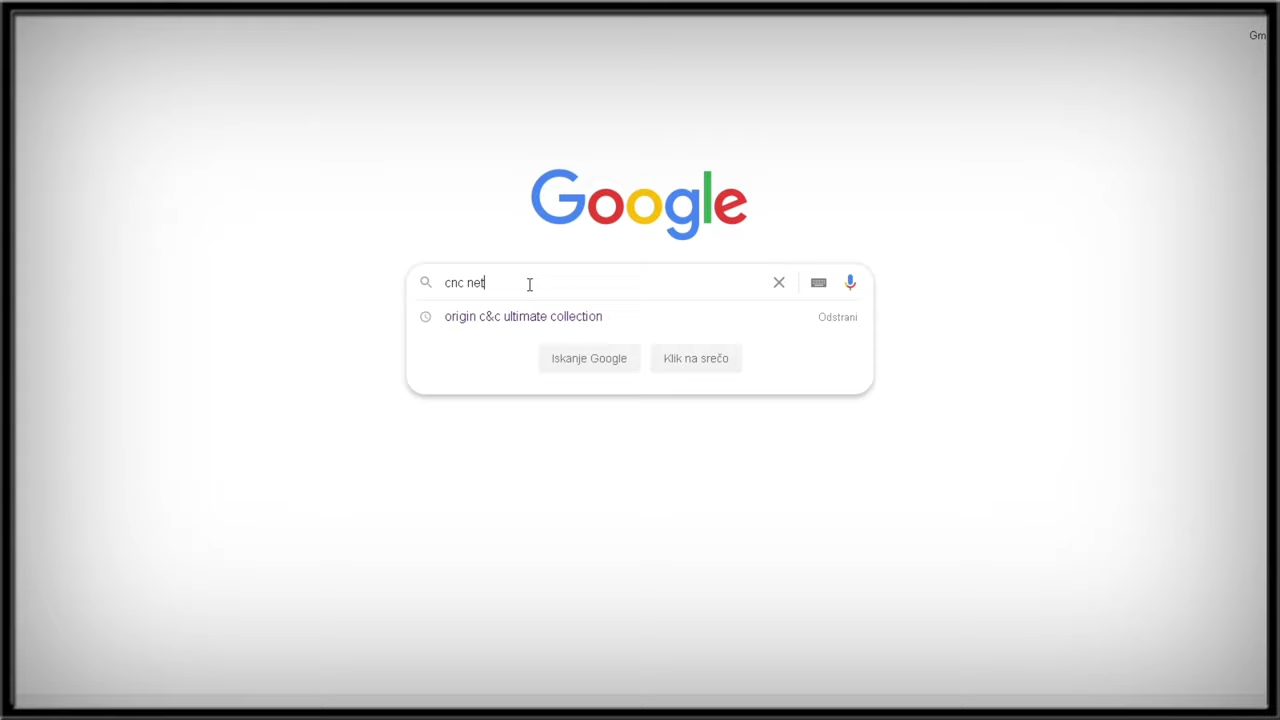 Gm
Google
cnc net
origin c&c ultimate collection
Odstrani
Iskanje Google
Klik na srečo